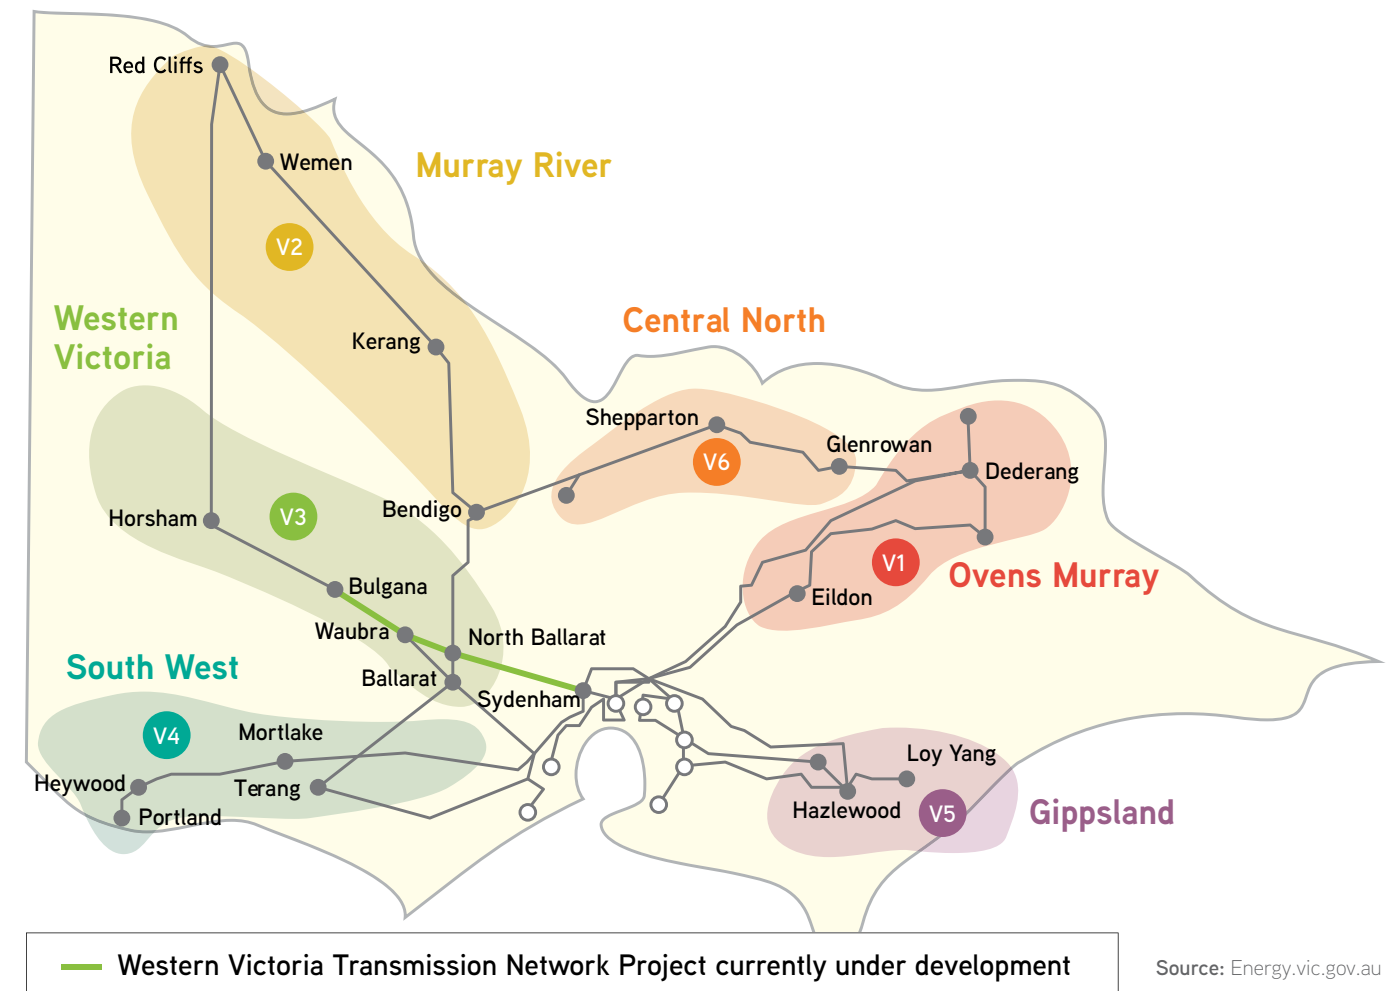 Red Cliffs
Wemen
Murray River
V2
Western
Victoria
Central North
Kerang
Shepparton
Glenrowan
V6
Dederang
Bendigo
Horsham
V3
V1
Ovens Murray
Bulgana
Eildon
Waubra
North Ballarat
South West
Ballarat
Sydenham
V4
Mortlake
Loy Yang
Heywood
Terang
Hazlewood
V5
Gippsland
Portland
Western Victoria Transmission Network Project currently under development
Source: Energy.vic.gov.au